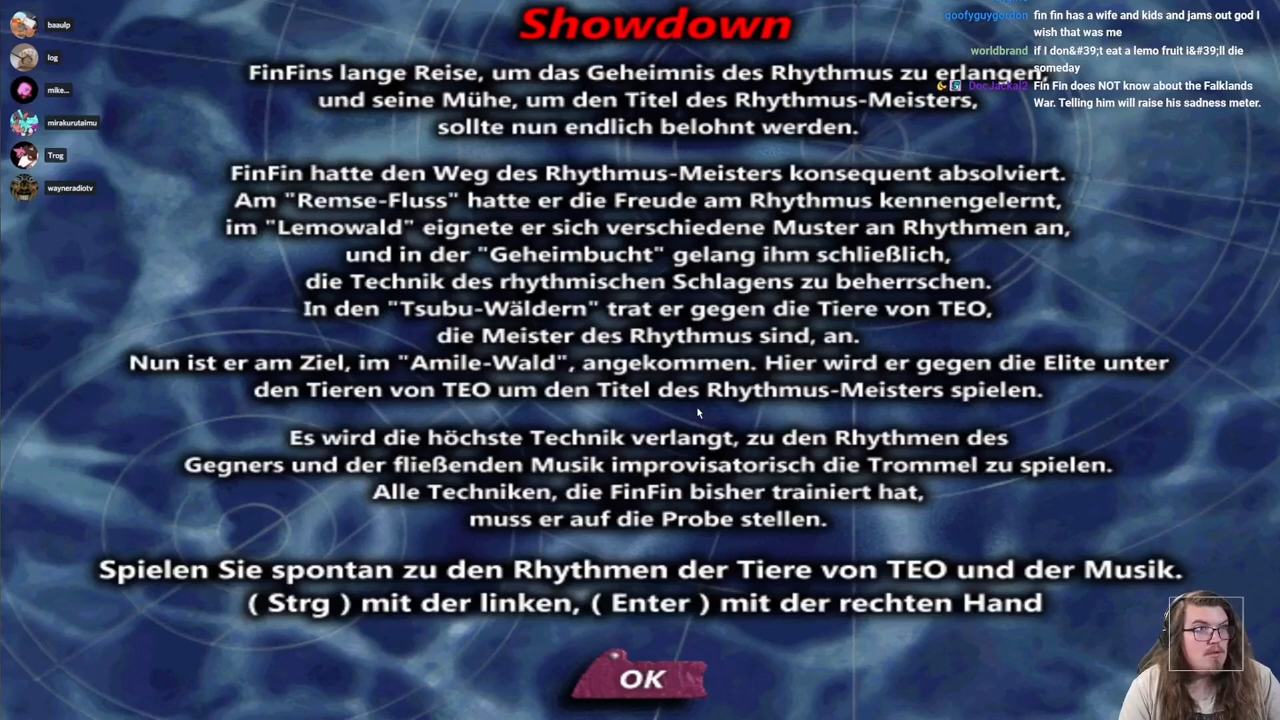 Showdown
FinFins lange Reise, um das Geheimnis des Rhythmus zu erlangen,
und seine Mühe, um den Titel des Rhythmus-Meisters,
sollte nun endlich belohnt werden.
FinFin hatte den Weg des Rhythmus-Meisters konsequent absolviert.
Am "Remse-Fluss" hatte er die Freude am Rhythmus kennengelernt,
im "Lemowald" eignete er sich verschiedene Muster an Rhythmen an,
und in der "Geheimbucht" gelang ihm schließlich,
die Technik des rhythmischen Schlagens zu beherrschen.
In den "Tsubu-Wäldern" trat er gegen die Tiere von TEO,
die Meister des Rhythmus sind, an.
Nun ist er am Ziel, im "Amile-Wald", angekommen. Hier wird er gegen die Elite unter
den Tieren von TEO um den Titel des Rhythmus-Meisters spielen.
Es wird die höchste Technik verlangt, zu den Rhythmen des
Gegners und der fließenden Musik improvisatorisch die Trommel zu spielen.
Alle Techniken, die FinFin bisher trainiert hat,
muss er auf die Probe stellen.
Spielen Sie spontan zu den Rhythmen der Tiere von TEO und der Musik.
( Strg ) mit der linken, ( Enter ) mit der rechten Hand
OK
baaulp
log
mike...
mirakurutaimu
Trog
wayneradiotv
goofyguygordon fin fin has a wife and kids and jams out god I
wish that was me
worldbrand if I don&#39;t eat a lemo fruit i&#39;ll die
someday
DocJackal2 Fin Fin does NOT know about the Falklands
War. Telling him will raise his sadness meter.